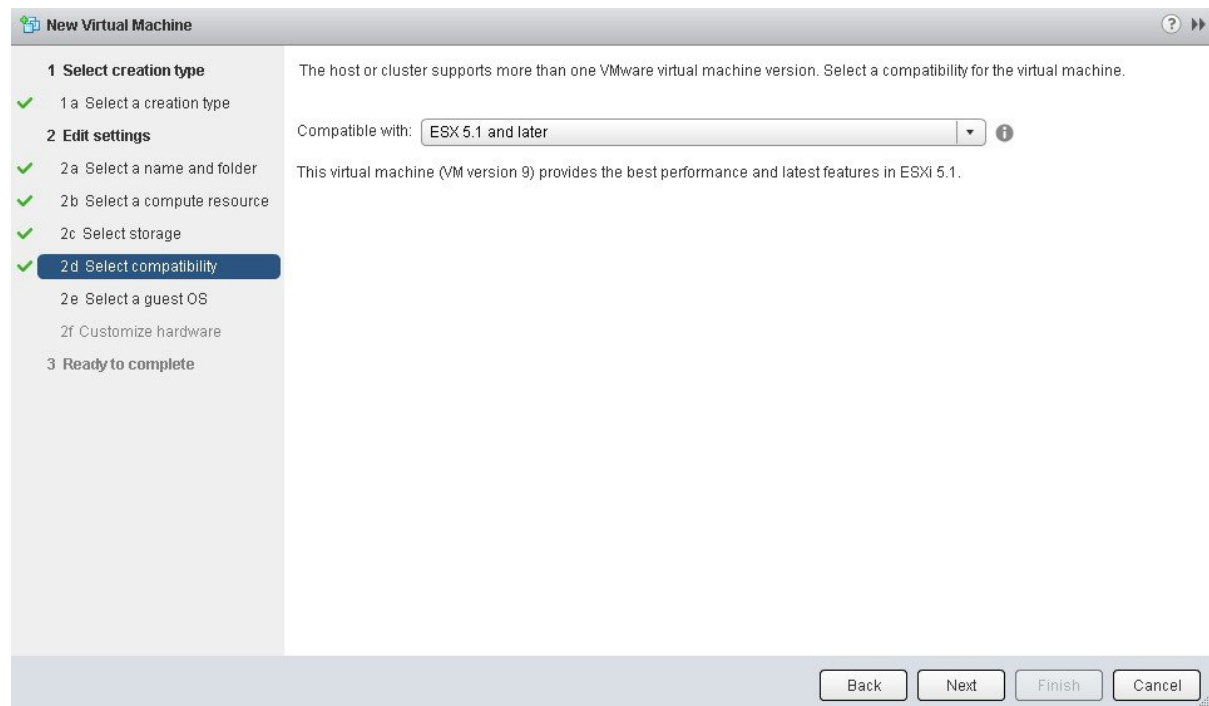 New Virtual Machine
1 Select creation type
1a Select a creation type
2 Edit settings
2a Select a name and folder
2b Select a compute resource
2c Select storage
2d Select compatibility
2e Select a guest OS
2f Customize hardware
3 Ready to complete
The host or cluster supports more than one VMware virtual machine version. Select a compatibility for the virtual machine.
Compatible with: ESX 5.1 and later
This virtual machine (VM version 9) provides the best performance and latest features in ESXi 5.1.
Back Next Finish Cancel